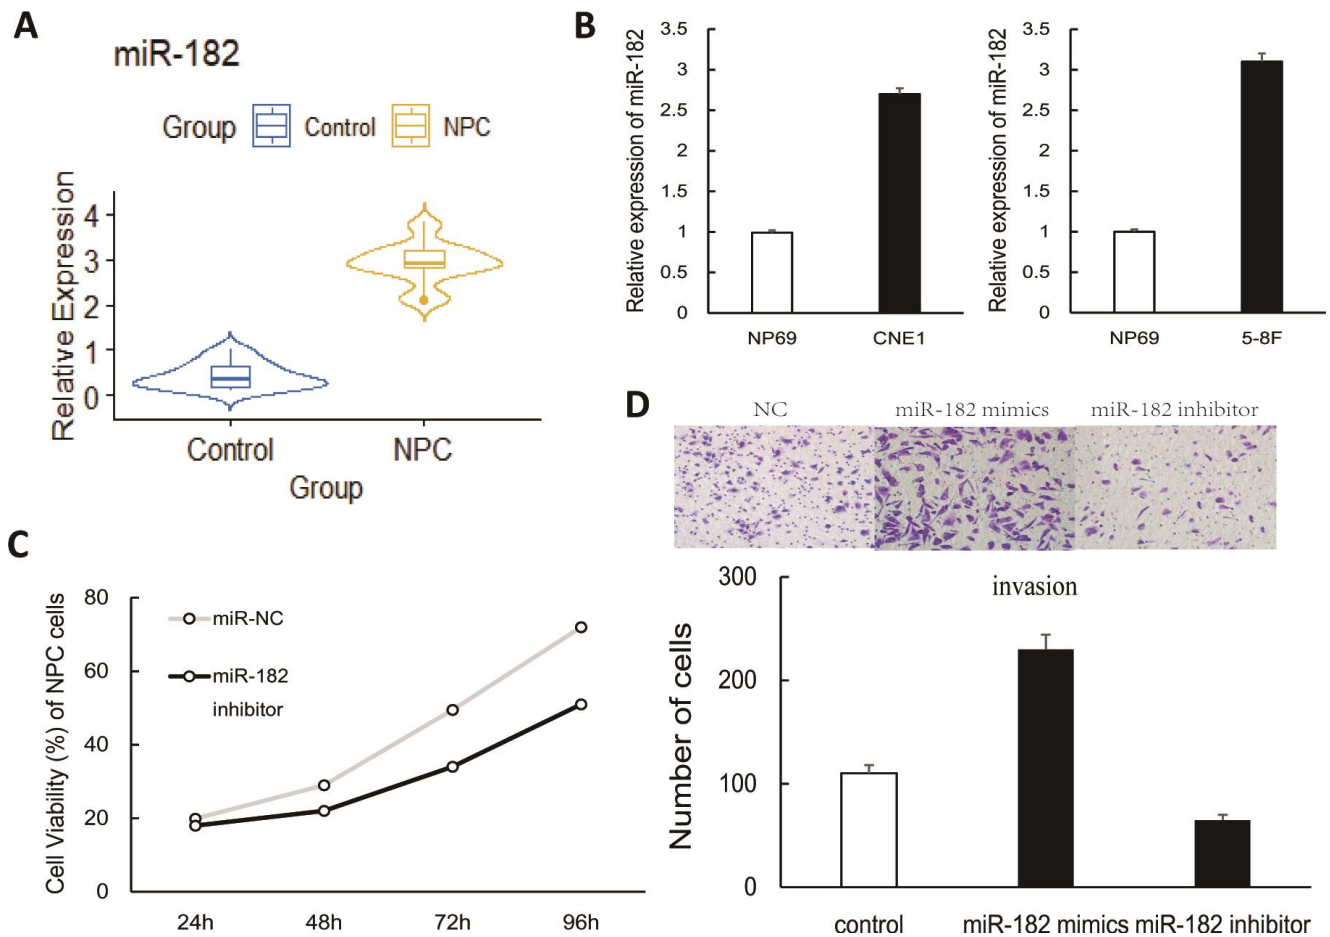 A
miR-182
Group Control NPC
Relative Expression
4
3
2
1
0
Control NPC
Group
B
Relative expression of miR-182
3.5
3
2.5
2
1.5
1
0.5
0
NP69 CNE1
Relative expression of miR-182
3.5
3
2.5
2
1.5
1
0.5
0
NP69 5-8F
C
Cell Viability (%) of NPC cells
80
60
40
20
0
miR-NC
miR-182
inhibitor
24h 48h 72h 96h
D
NC miR-182 mimics miR-182 inhibitor
invasion
Number of cells
300
200
100
0
control miR-182 mimics miR-182 inhibitor